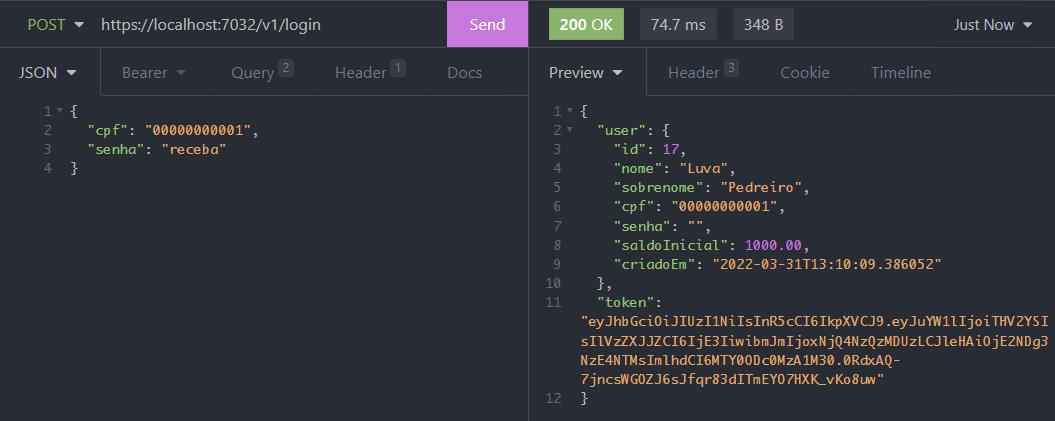 POST https://localhost:7032/v1/login Send 200 OK 74.7 ms 348 B Just Now
JSON Bearer Query 2 Header 1 Docs Preview Header 3 Cookie Timeline
1 {
2 "cpf": "00000000001",
3 "senha": "receba"
4 }
1 {
2 "user": {
3 "id": 17,
4 "nome": "Luva",
5 "sobrenome": "Pedreiro",
6 "cpf": "00000000001",
7 "senha": "",
8 "saldoInicial": 1000.00,
9 "criadoEm": "2022-03-31T13:10:09.386052"
10 },
11 "token":
"eyJhbGciOiJIUzI1NiIsInR5cCI6IkpXVCJ9.eyJuYW1lIjoiTHV2YSI
sIlVzZXJJZCI6IjE3IiwibmJmIjoxNjQ4NzQzMDUzLCJleHAiOjE2NDg3
NzE4NTMsImlhdCI6MTY0ODc0MzA1M30.0RdxAQ-
7jncsWGOZJ6sJfqr83dITmEYO7HXK_vKo8uw"
12 }